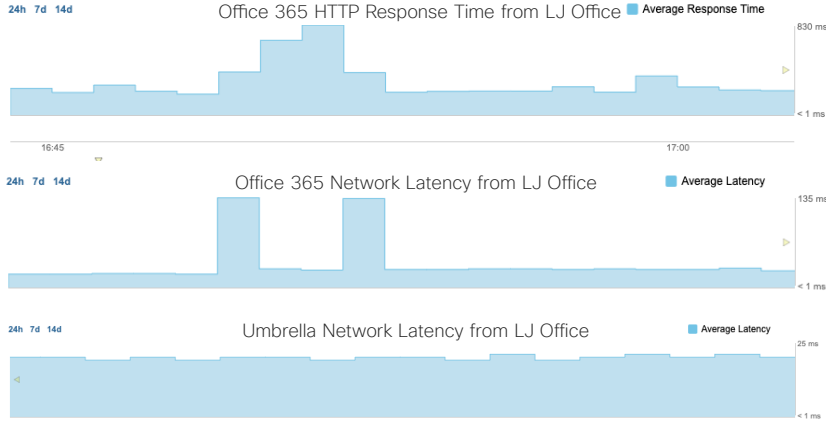 24h 7d 14d Office 365 HTTP Response Time from LJ Office Average Response Time
830 ms
< 1 ms
16:45 17:00
24h 7d 14d Office 365 Network Latency from LJ Office Average Latency
135 ms
< 1 ms
24h 7d 14d Umbrella Network Latency from LJ Office Average Latency
25 ms
< 1 ms